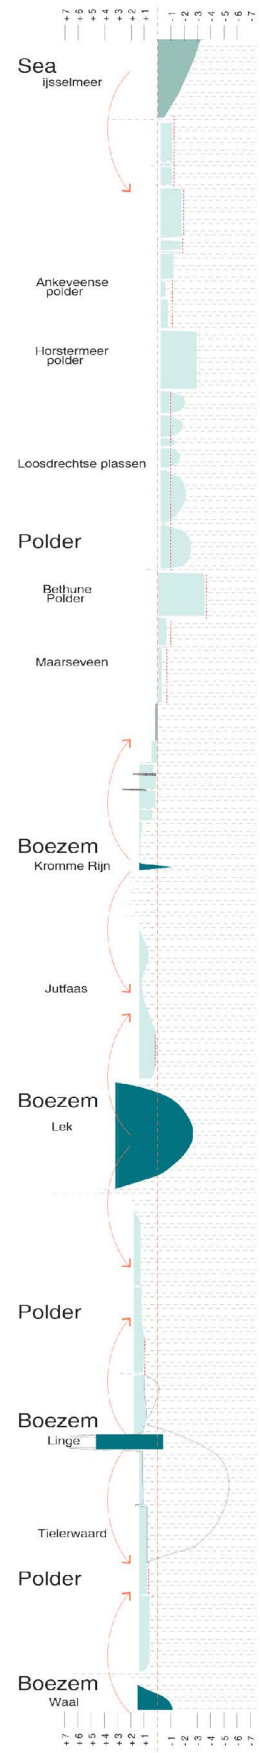 +7 +6 +5 +4 +3 +2 +1 -1 -2 -3 -4 -5 -6 -7
Sea
ijsselmeer
Ankeveense
polder
Horstermeer
polder
Loosdrechtse plassen
Polder
Bethune
Polder
Maarseveen
Boezem
Kromme Rijn
Jutfaas
Boezem
Lek
Polder
Boezem
Linge
Tielerwaard
Polder
Boezem
Waal
+7 +6 +5 +4 +3 +2 +1 -1 -2 -3 -4 -5 -6 -7